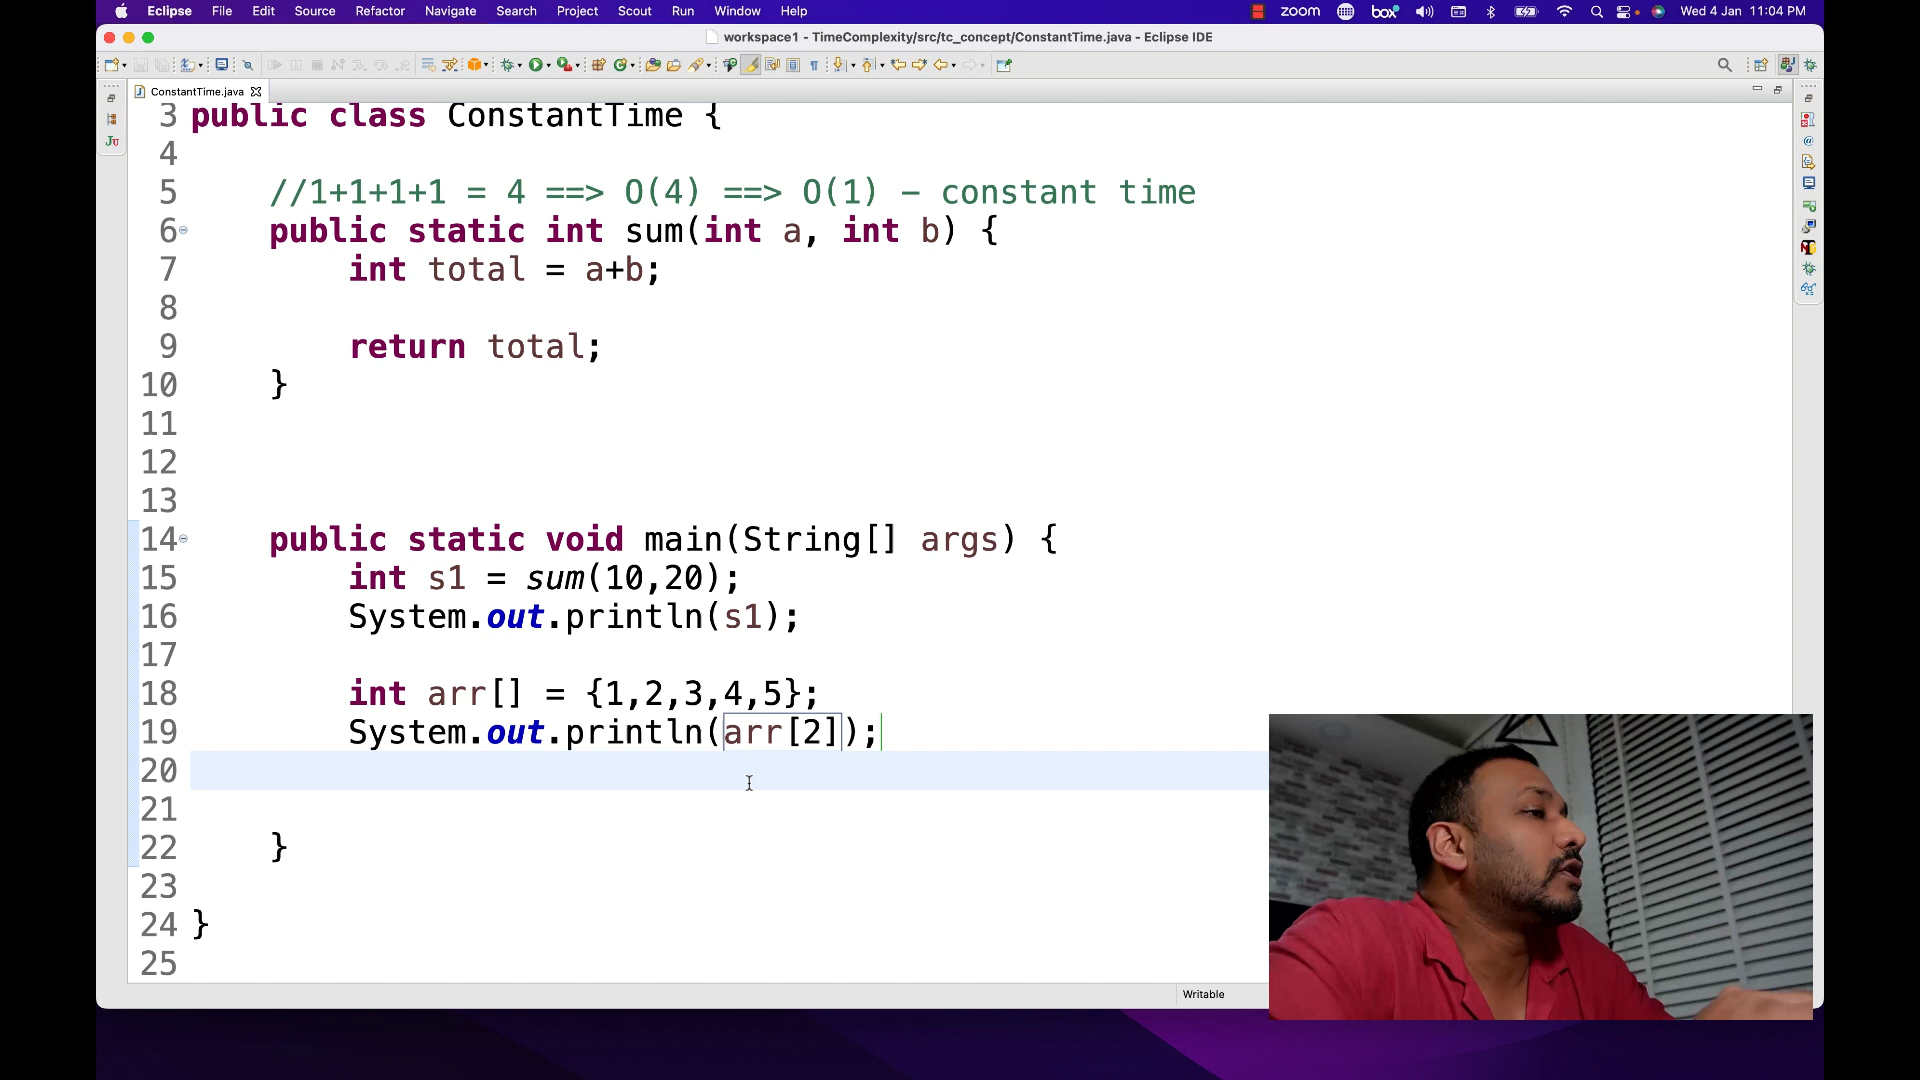 Eclipse File Edit Source Refactor Navigate Search Project Scout Run Window Help zoom box Wed 4 Jan 11:04 PM
workspace1 - TimeComplexity/src/tc_concept/ConstantTime.java - Eclipse IDE
ConstantTime.java
3 public class ConstantTime {
4
5 //1+1+1+1 = 4 ==> O(4) ==> O(1) – constant time
6 public static int sum(int a, int b) {
7 int total = a+b;
8
9 return total;
10 }
11
12
13
14 public static void main(String[] args) {
15 int s1 = sum(10,20);
16 System.out.println(s1);
17
18 int arr[] = {1,2,3,4,5};
19 System.out.println(arr[2]);
20
21
22 }
23
24 }
25
Writable